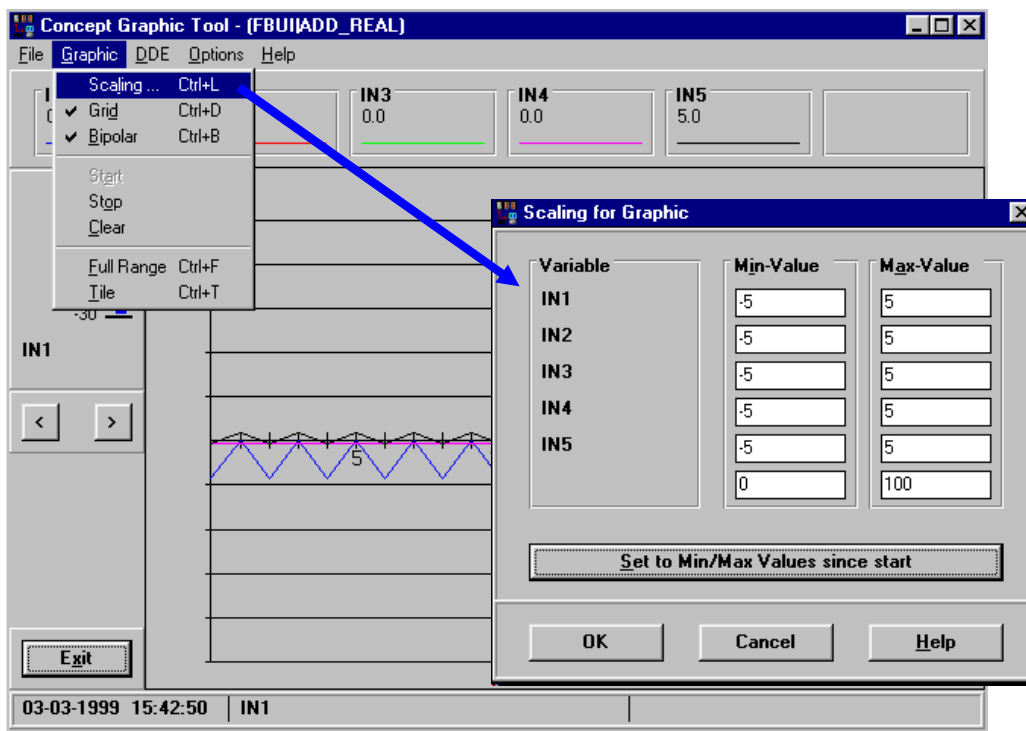 Concept Graphic Tool - (FBUI|ADD_REAL)
File Graphic DDE Options Help
Scaling ... Ctrl+L
✓ Grid Ctrl+D
✓ Bipolar Ctrl+B
Start
Stop
Clear
Full Range Ctrl+F
Tile Ctrl+T
IN3
0.0
IN4
0.0
IN5
5.0
-30
IN1
< >
5
Exit
03-03-1999 15:42:50 IN1
Scaling for Graphic
Variable Min-Value Max-Value
IN1 -5 5
IN2 -5 5
IN3 -5 5
IN4 -5 5
IN5 -5 5
0 100
Set to Min/Max Values since start
OK Cancel Help